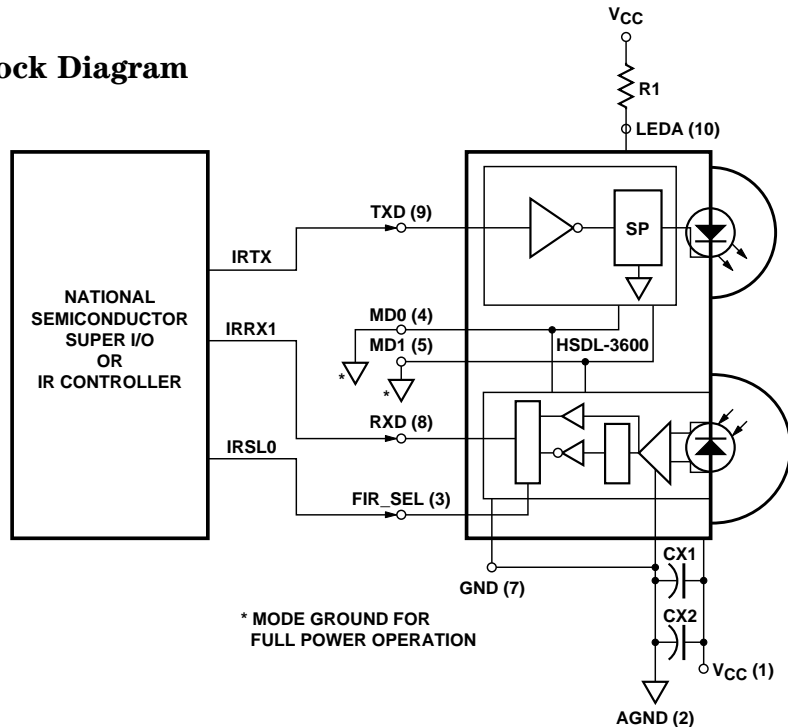 ock Diagram
VCC
R1
LEDA (10)
TXD (9)
SP
IRTX
NATIONAL
SEMICONDUCTOR
SUPER I/O
OR
IR CONTROLLER
MD0 (4)
IRRX1
MD1 (5)
HSDL-3600
*
*
RXD (8)
IRSL0
FIR_SEL (3)
CX1
GND (7)
* MODE GROUND FOR
FULL POWER OPERATION
CX2
VCC (1)
AGND (2)